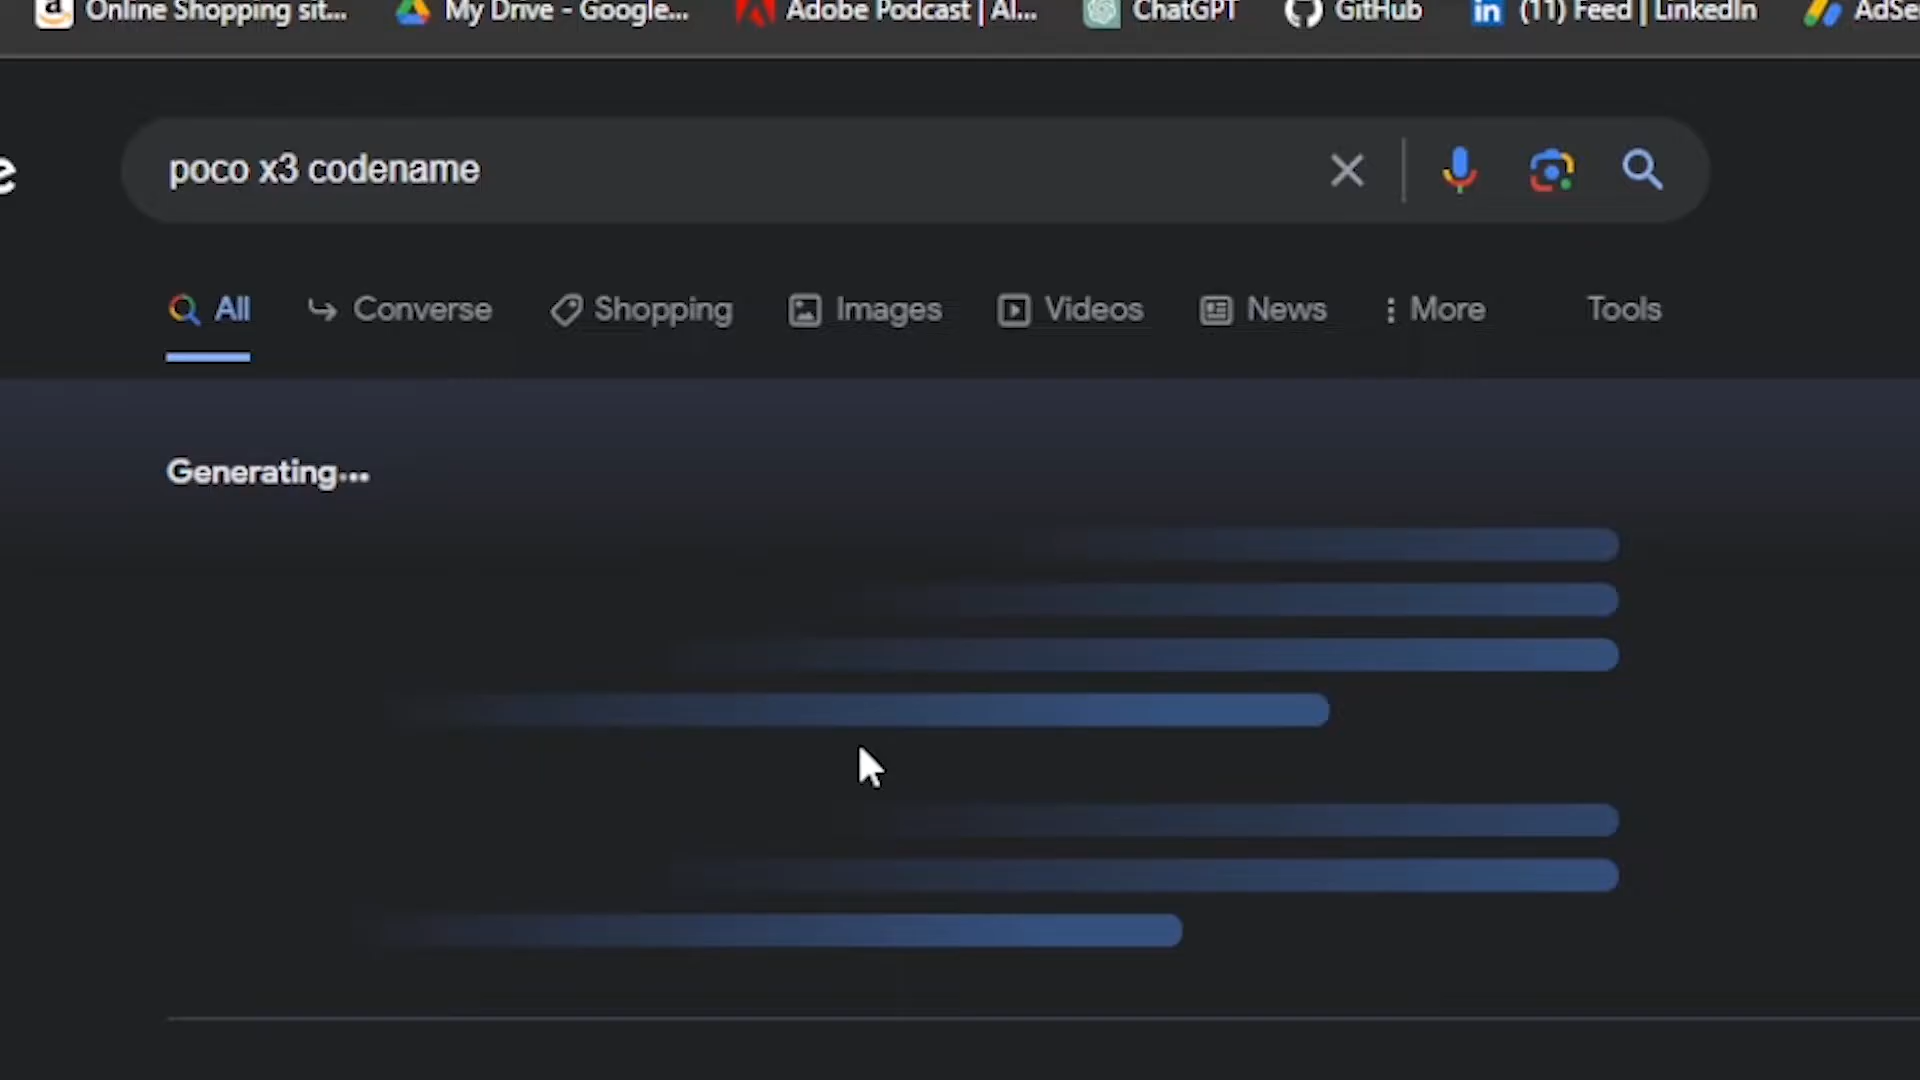 Online Shopping sit... My Drive - Google... Adobe Podcast | AI... ChatGPT GitHub (11) Feed | LinkedIn AdSe
e
poco x3 codename
All Converse Shopping Images Videos News More Tools
Generating...